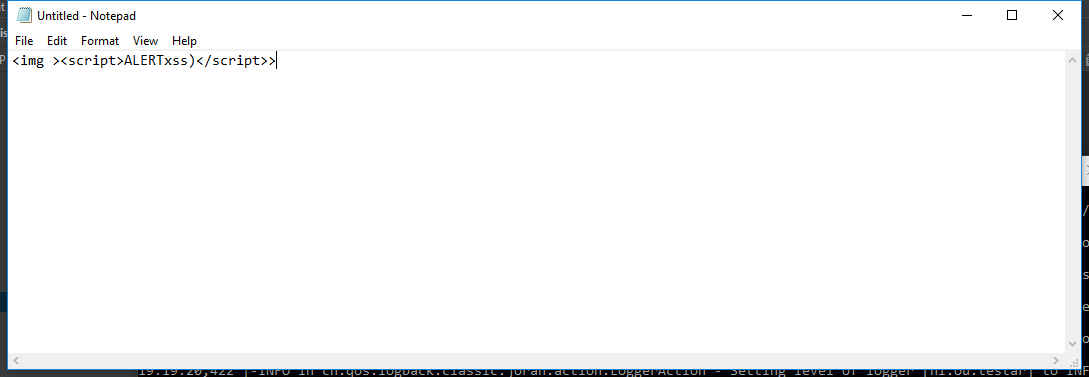 Untitled - Notepad
File Edit Format View Help
<img ><script>ALERTxss)</script>>
19:19:20,422 |-INFO in ch.qos.logback.classic.joran.action.LoggerAction - Setting level of logger [nl.ou.testar] to